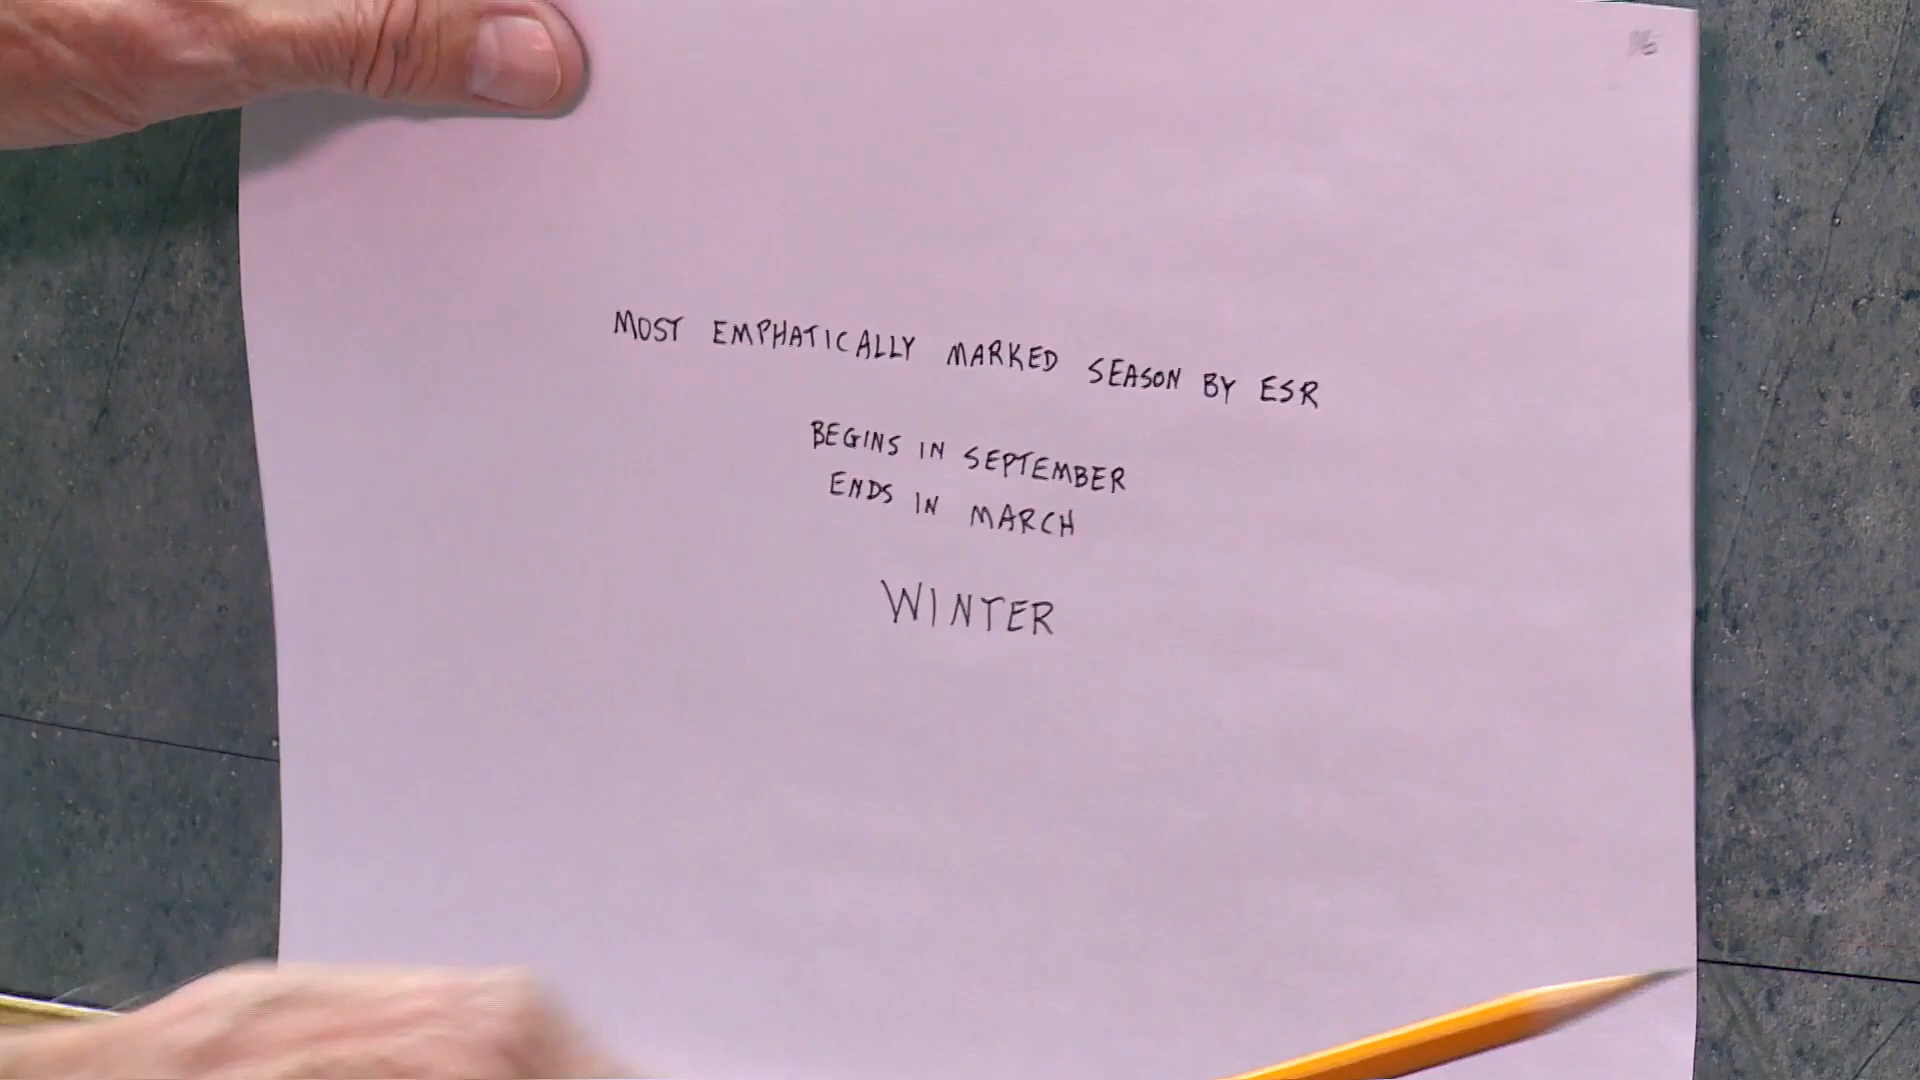 MOST EMPHATICALLY MARKED SEASON BY ESR
BEGINS IN SEPTEMBER
ENDS IN MARCH
WINTER